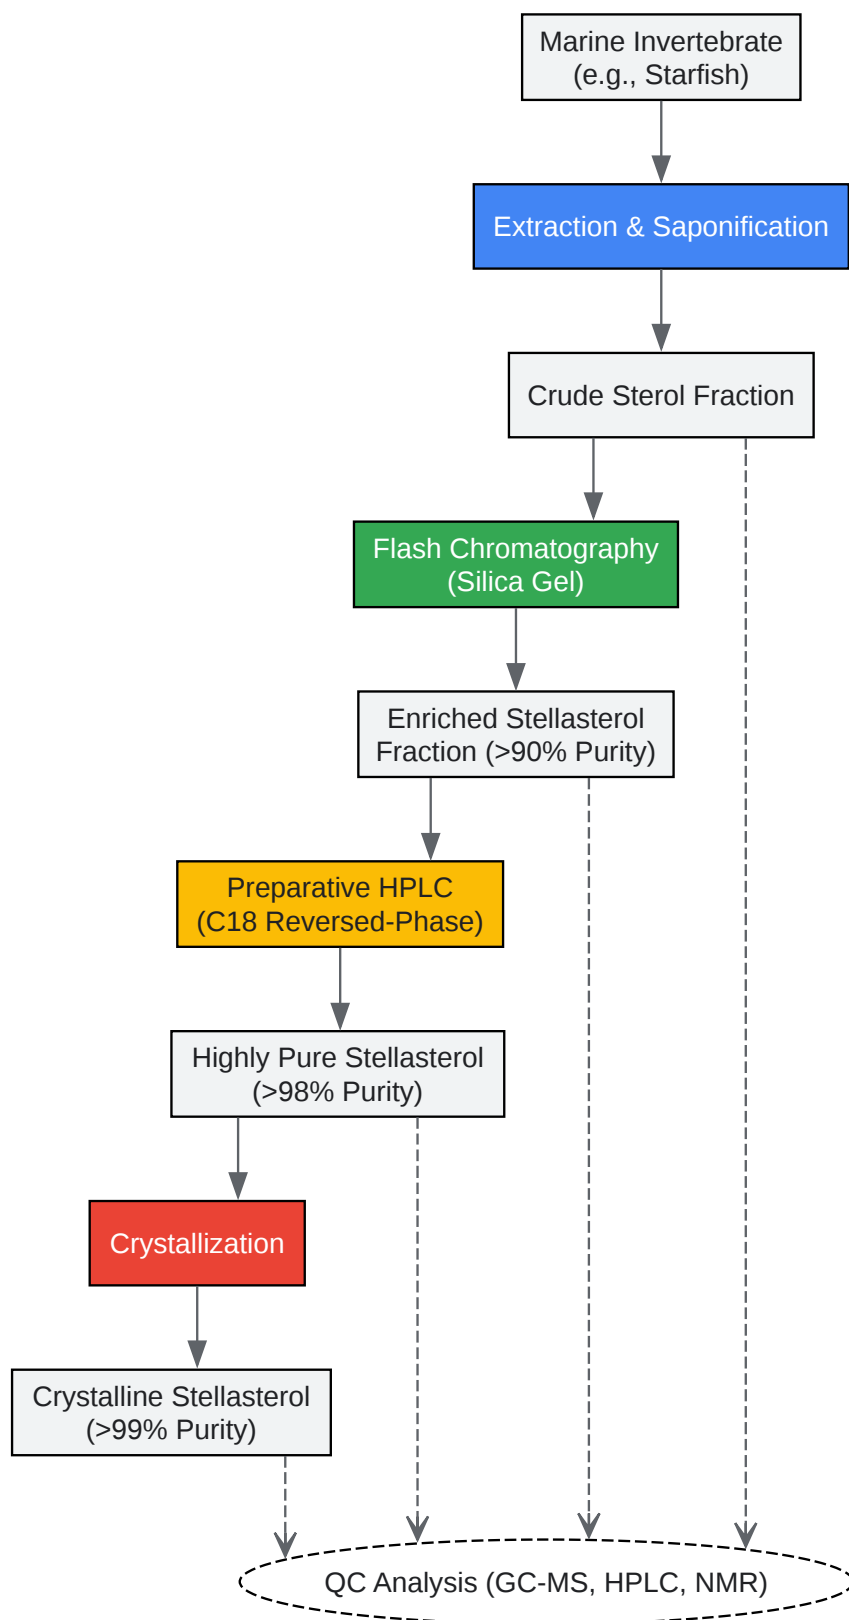 Marine Invertebrate
(e.g., Starfish)
Extraction & Saponification
Crude Sterol Fraction
Flash Chromatography
(Silica Gel)
Enriched Stellasterol
Fraction (>90% Purity)
Preparative HPLC
(C18 Reversed-Phase)
Highly Pure Stellasterol
(>98% Purity)
Crystallization
Crystalline Stellasterol
(>99% Purity)
QC Analysis (GC-MS, HPLC, NMR)